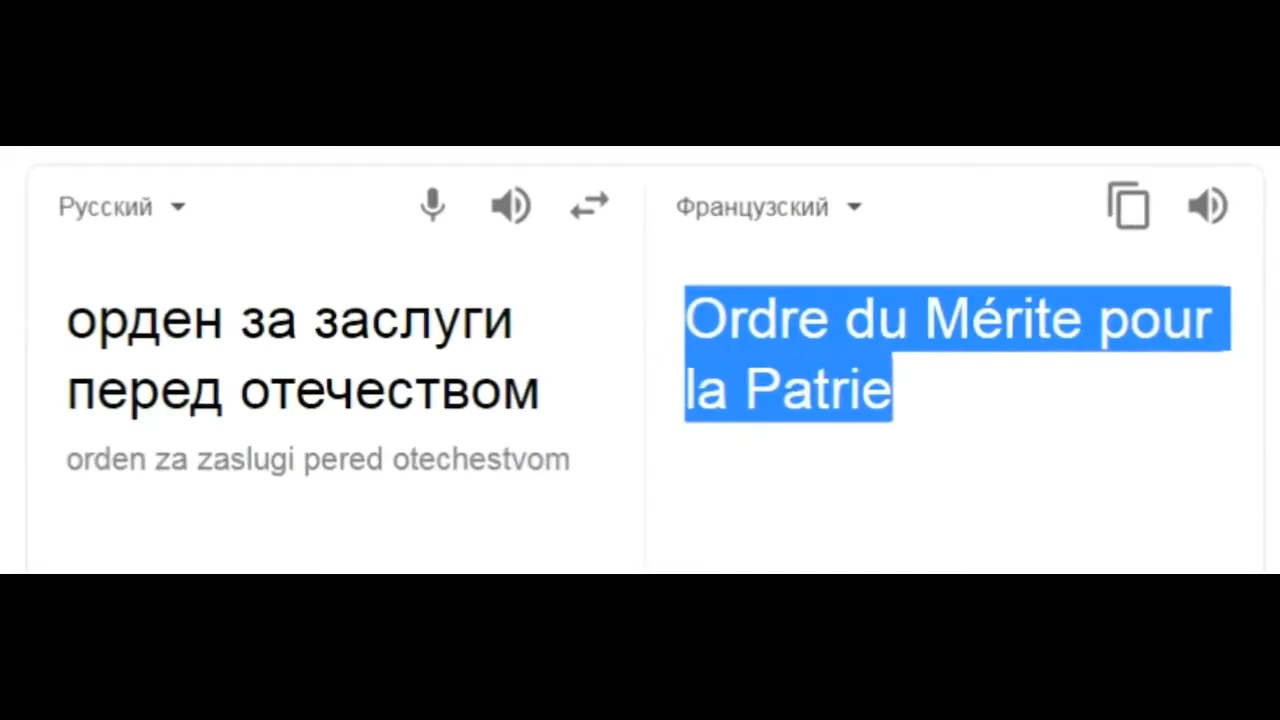 Русский
Французский
орден за заслуги
перед отечеством
orden za zaslugi pered otechestvom
Ordre du Mérite pour
la Patrie